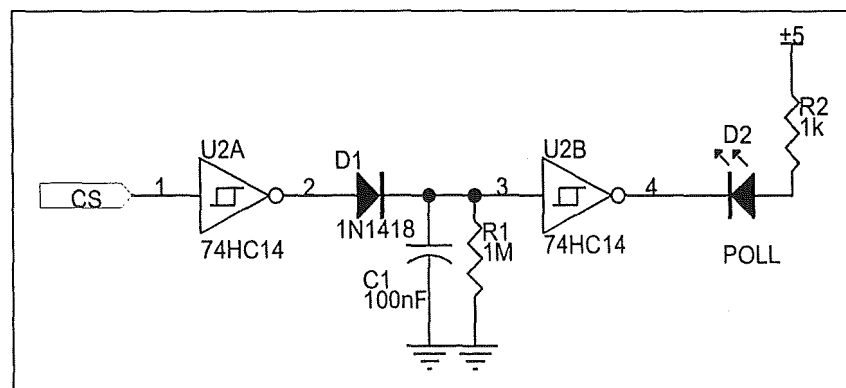 ±5
R2
1k
U2A
D1
U2B
D2
CS
1
2
3
4
1N1418
R1
1M
74HC14
74HC14
POLL
C1
100nF